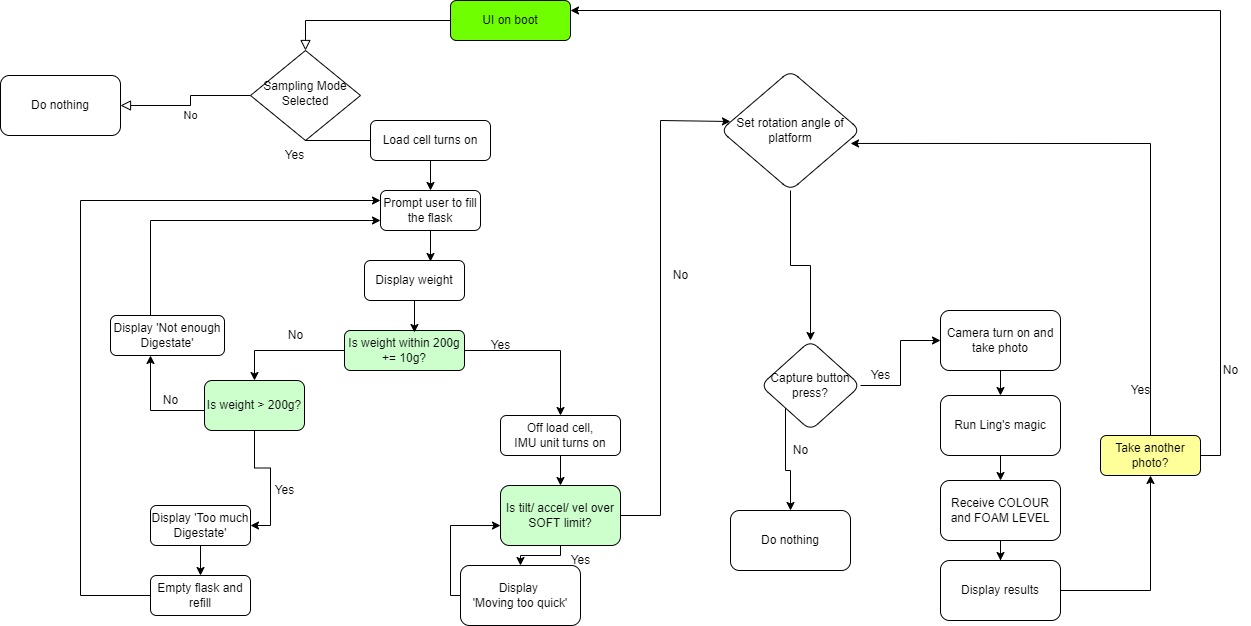 UI on boot
Sampling Mode
Selected
Do nothing
No
Yes
Load cell turns on
Prompt user to fill
the flask
Display weight
Is weight within 200g
+= 10g?
No
Yes
Display 'Not enough
Digestate'
Is weight > 200g?
No
Yes
Display 'Too much
Digestate'
Empty flask and
refill
Off load cell,
IMU unit turns on
Is tilt/ accel/ vel over
SOFT limit?
Yes
Display
'Moving too quick'
No
Set rotation angle of
platform
Capture button
press?
Yes
No
Do nothing
Camera turn on and
take photo
Run Ling's magic
Receive COLOUR
and FOAM LEVEL
Display results
Take another
photo?
Yes
No